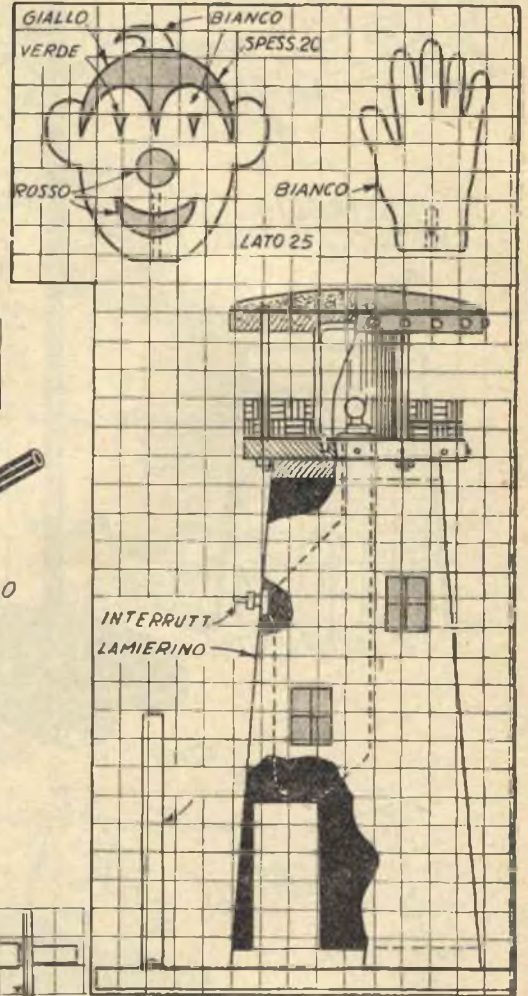 GIALLO
BIANCO
VERDE
SPESS.20
ROSSO
BIANCO
LATO 25
O
INTERRUTT
LAMIERINO